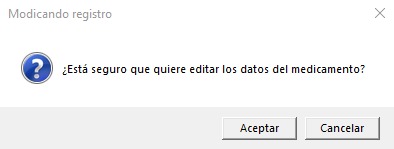 Modicando registro
¿Está seguro que quiere editar los datos del medicamento?
Aceptar
Cancelar